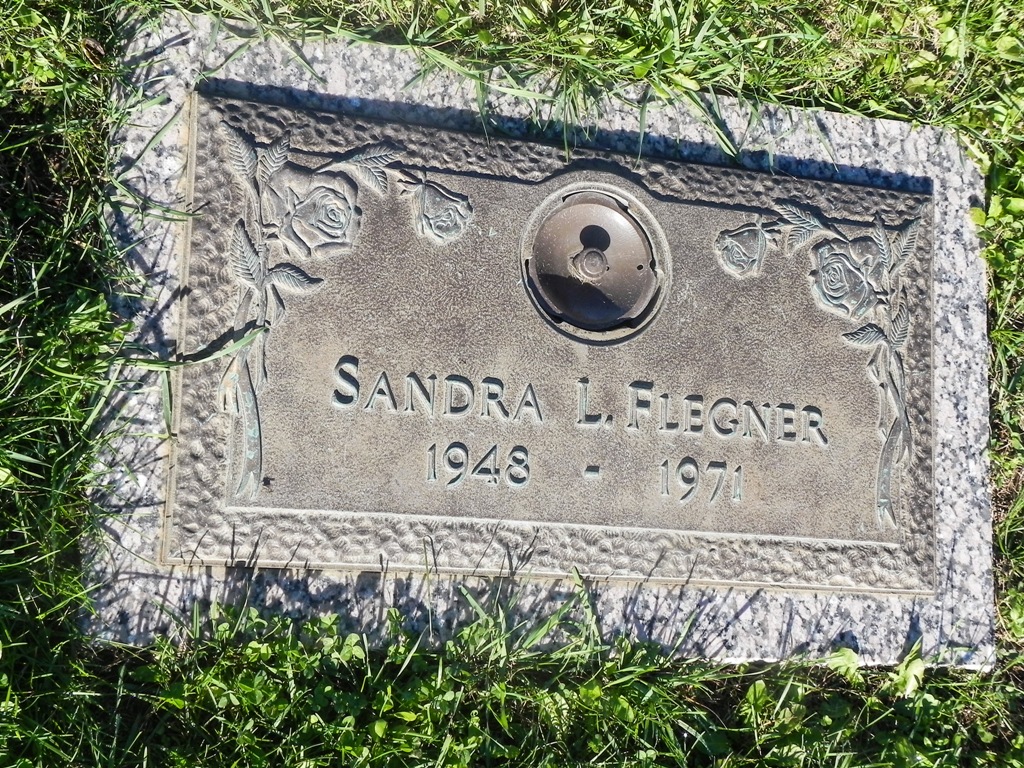 SANDRA L. FLEGNER
1948 - 1971